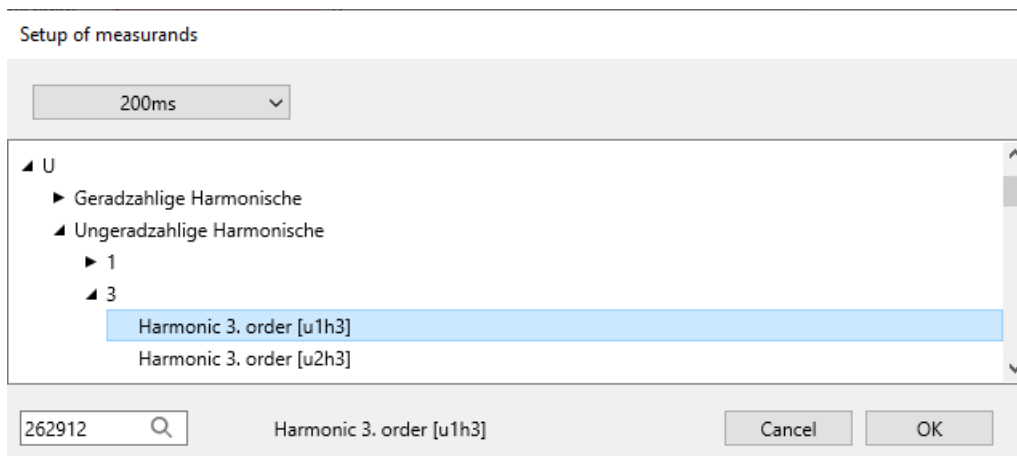 Setup of measurands
200ms
U
Geradzahlige Harmonische
Ungeradzahlige Harmonische
1
3
Harmonic 3. order [u1h3]
Harmonic 3. order [u2h3]
262912 Harmonic 3. order [u1h3] Cancel OK